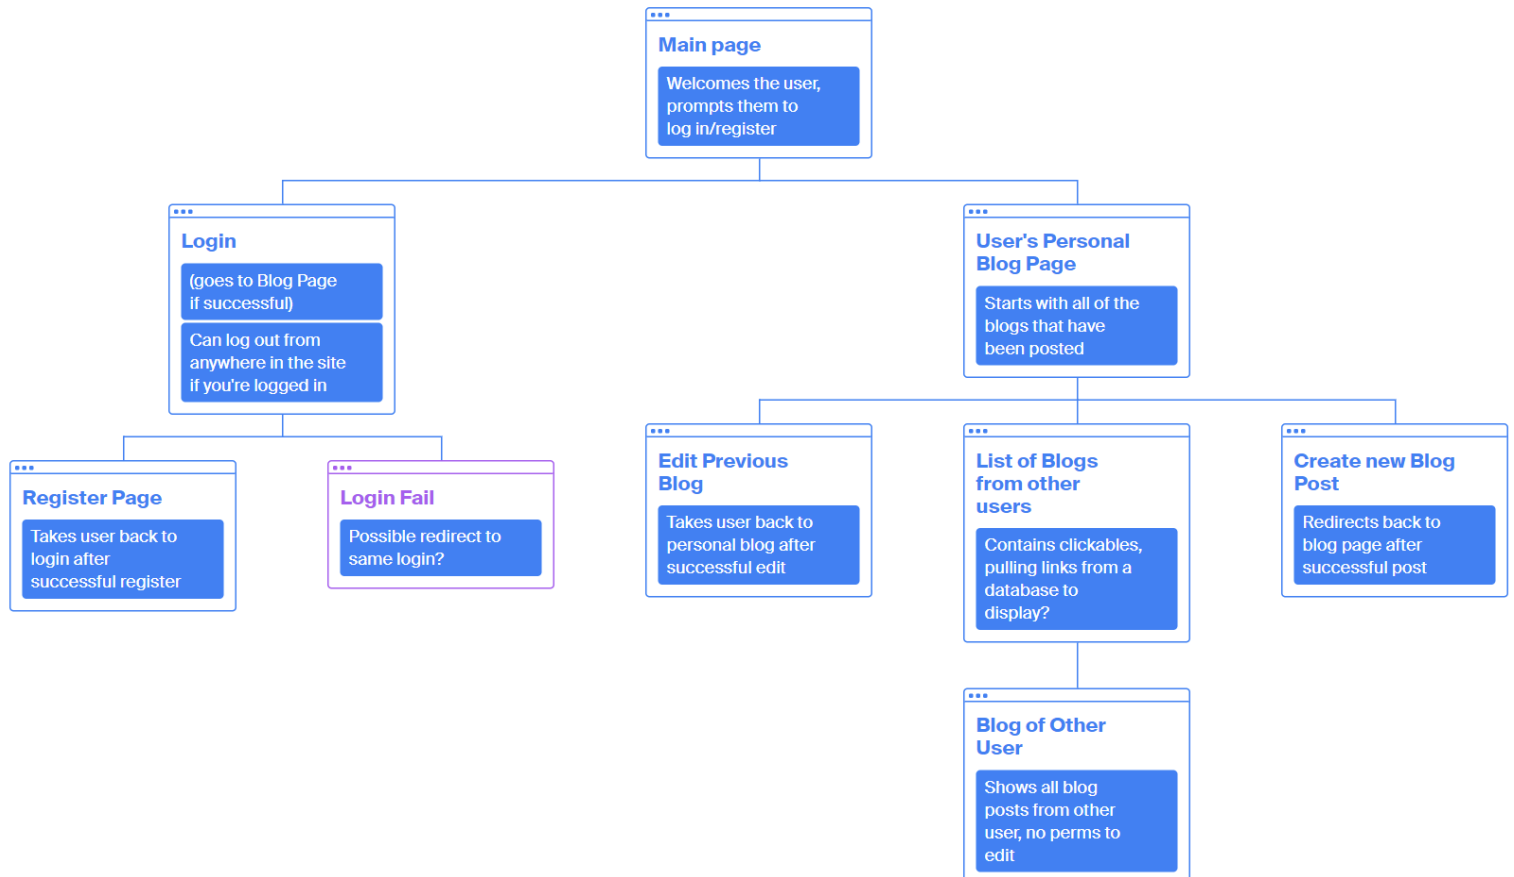 Main page
Welcomes the user,
prompts them to
log in/register
Login
(goes to Blog Page
if successful)
Can log out from
anywhere in the site
if you're logged in
User's Personal
Blog Page
Starts with all of the
blogs that have
been posted
Register Page
Takes user back to
login after
successful register
Login Fail
Possible redirect to
same login?
Edit Previous
Blog
Takes user back to
personal blog after
successful edit
List of Blogs
from other
users
Contains clickables,
pulling links from a
database to
display?
Create new Blog
Post
Redirects back to
blog page after
successful post
Blog of Other
User
Shows all blog
posts from other
user, no perms to
edit